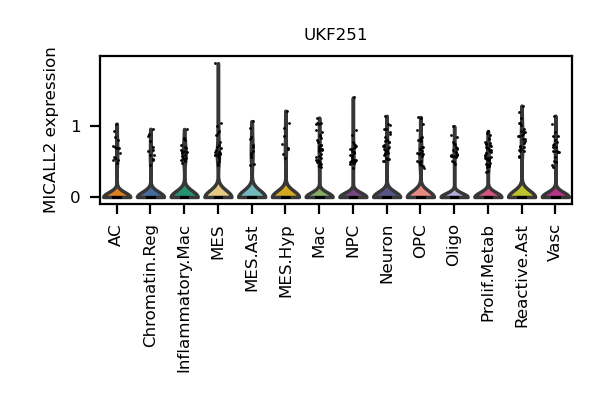 UKF251
MICALL2 expression
1
0
AC
Chromatin.Reg
Inflammatory.Mac
MES
MES.Ast
MES.Hyp
Mac
NPC
Neuron
OPC
Oligo
Prolif.Metab
Reactive.Ast
Vasc